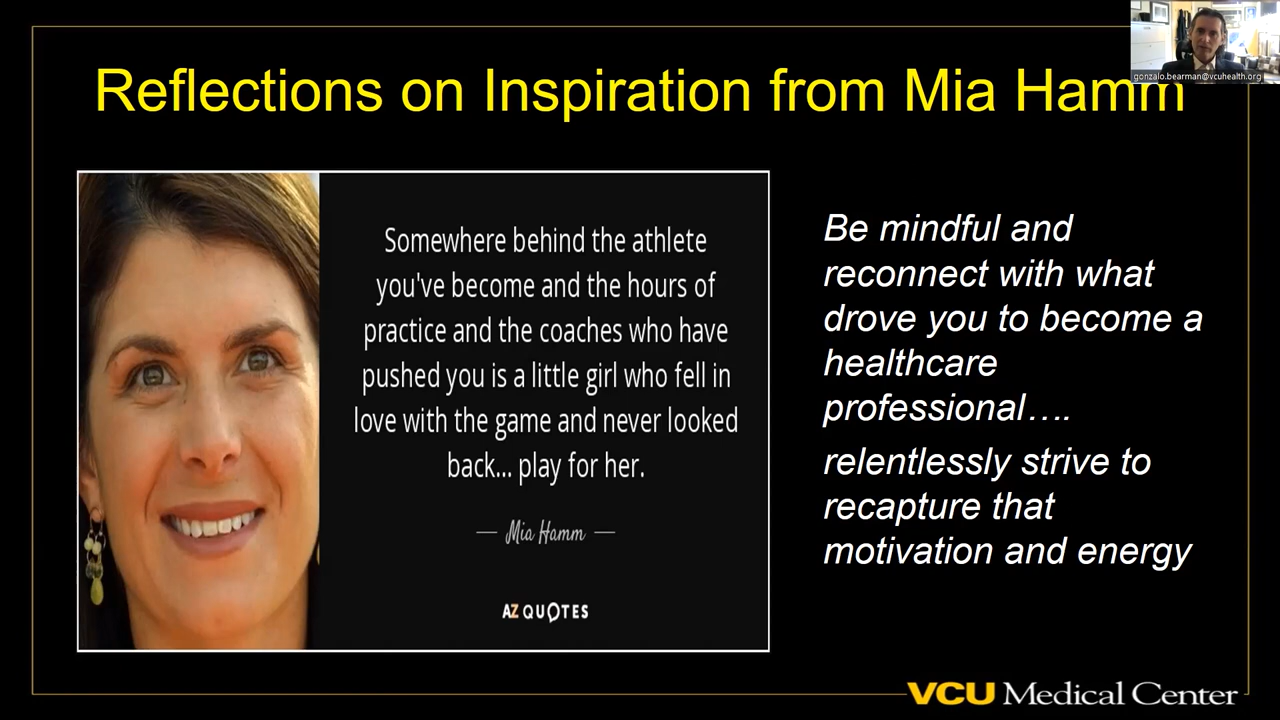 gonzalo.bearman@vcuhealth.org
Reflections on Inspiration from Mia Hamm
Somewhere behind the athlete
you've become and the hours of
practice and the coaches who have
pushed you is a little girl who fell in
love with the game and never looked
back... play for her.
— Mia Hamm —
AZ QUOTES
Be mindful and
reconnect with what
drove you to become a
healthcare
professional….
relentlessly strive to
recapture that
motivation and energy
VCU Medical Center